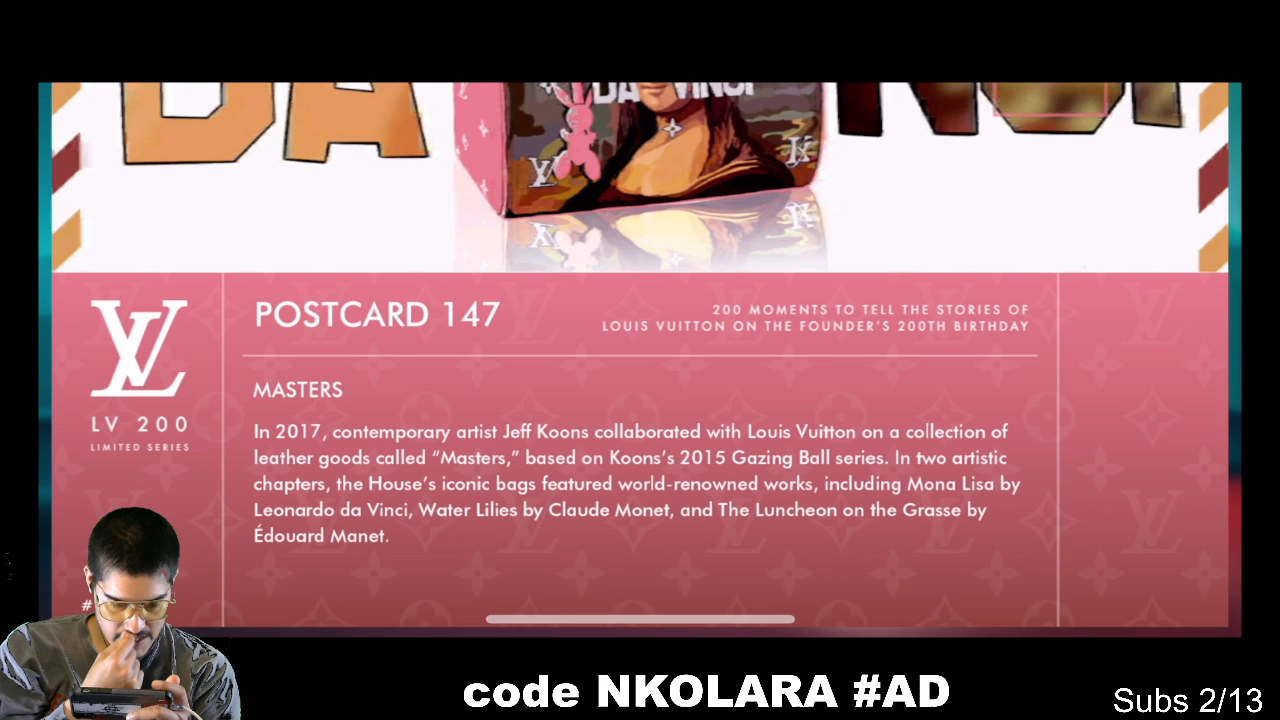 DA
DA VINCI
POSTCARD 147
200 MOMENTS TO TELL THE STORIES OF
LOUIS VUITTON ON THE FOUNDER'S 200TH BIRTHDAY
LV
LV 200
LIMITED SERIES
MASTERS
In 2017, contemporary artist Jeff Koons collaborated with Louis Vuitton on a collection of
leather goods called “Masters,” based on Koons's 2015 Gazing Ball series. In two artistic
chapters, the House's iconic bags featured world-renowned works, including Mona Lisa by
Leonardo da Vinci, Water Lilies by Claude Monet, and The Luncheon on the Grasse by
Édouard Manet.
#
code NKOLARA #AD
Subs 2/13